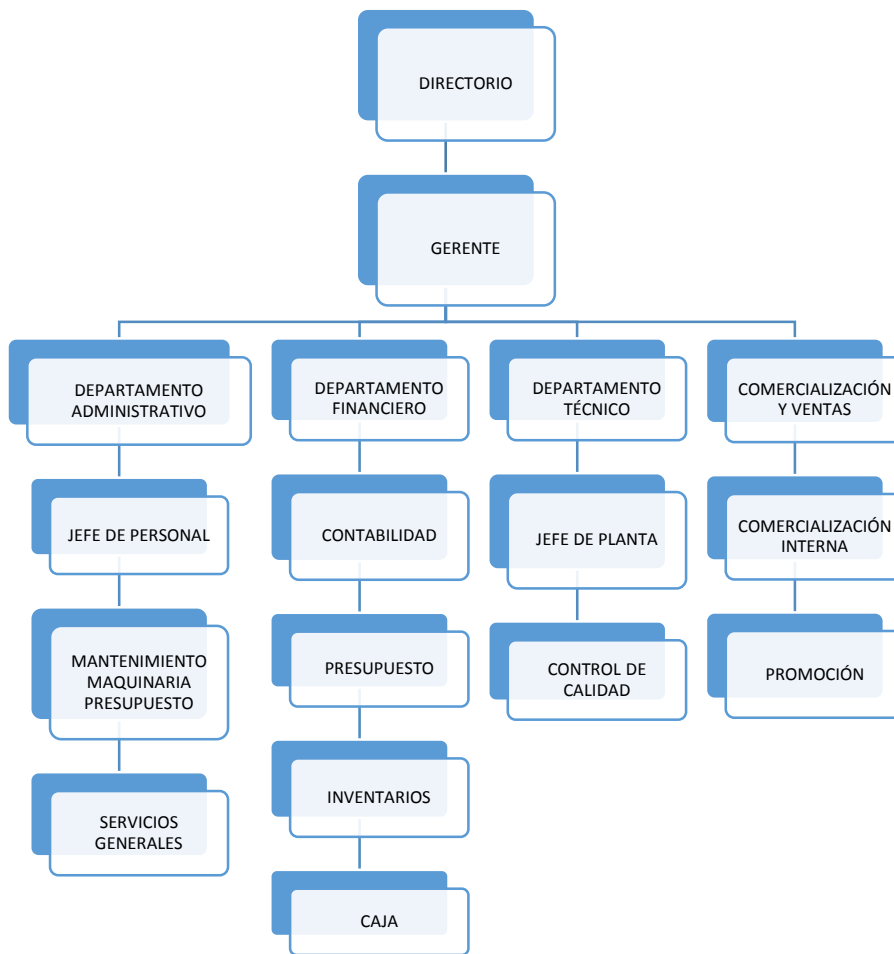 DIRECTORIO
GERENTE
DEPARTAMENTO
ADMINISTRATIVO
DEPARTAMENTO
FINANCIERO
DEPARTAMENTO
TÉCNICO
COMERCIALIZACIÓN
Y VENTAS
JEFE DE PERSONAL
CONTABILIDAD
JEFE DE PLANTA
COMERCIALIZACIÓN
INTERNA
MANTENIMIENTO
MAQUINARIA
PRESUPUESTO
PRESUPUESTO
CONTROL DE
CALIDAD
PROMOCIÓN
SERVICIOS
GENERALES
INVENTARIOS
CAJA